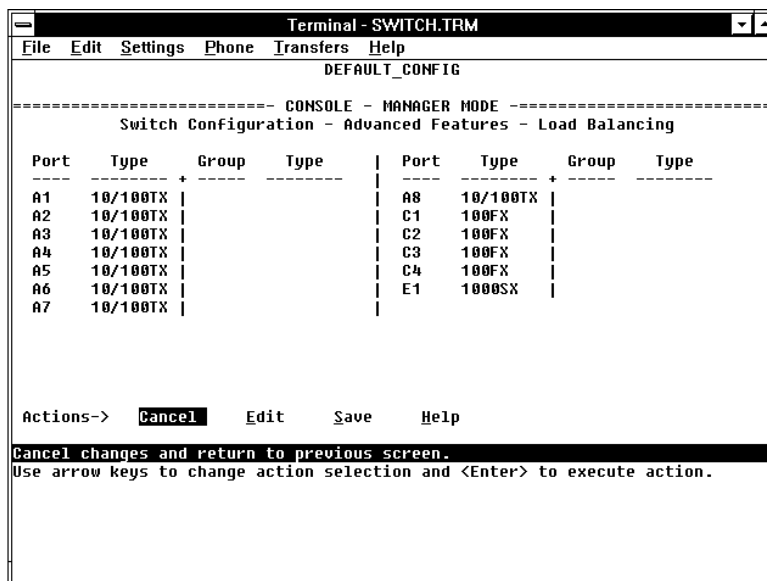 Terminal - SWITCH.TRM
File Edit Settings Phone Transfers Help
DEFAULT_CONFIG
==========================- CONSOLE - MANAGER MODE -==========================
Switch Configuration - Advanced Features - Load Balancing
Port Type Group Type | Port Type Group Type
---- -------- + ----- -------- | ---- -------- + ----- --------
A1 10/100TX | | A8 10/100TX |
A2 10/100TX | | C1 100FX |
A3 10/100TX | | C2 100FX |
A4 10/100TX | | C3 100FX |
A5 10/100TX | | C4 100FX |
A6 10/100TX | | E1 1000SX |
A7 10/100TX | |
Actions-> Cancel Edit Save Help
Cancel changes and return to previous screen.
Use arrow keys to change action selection and <Enter> to execute action.